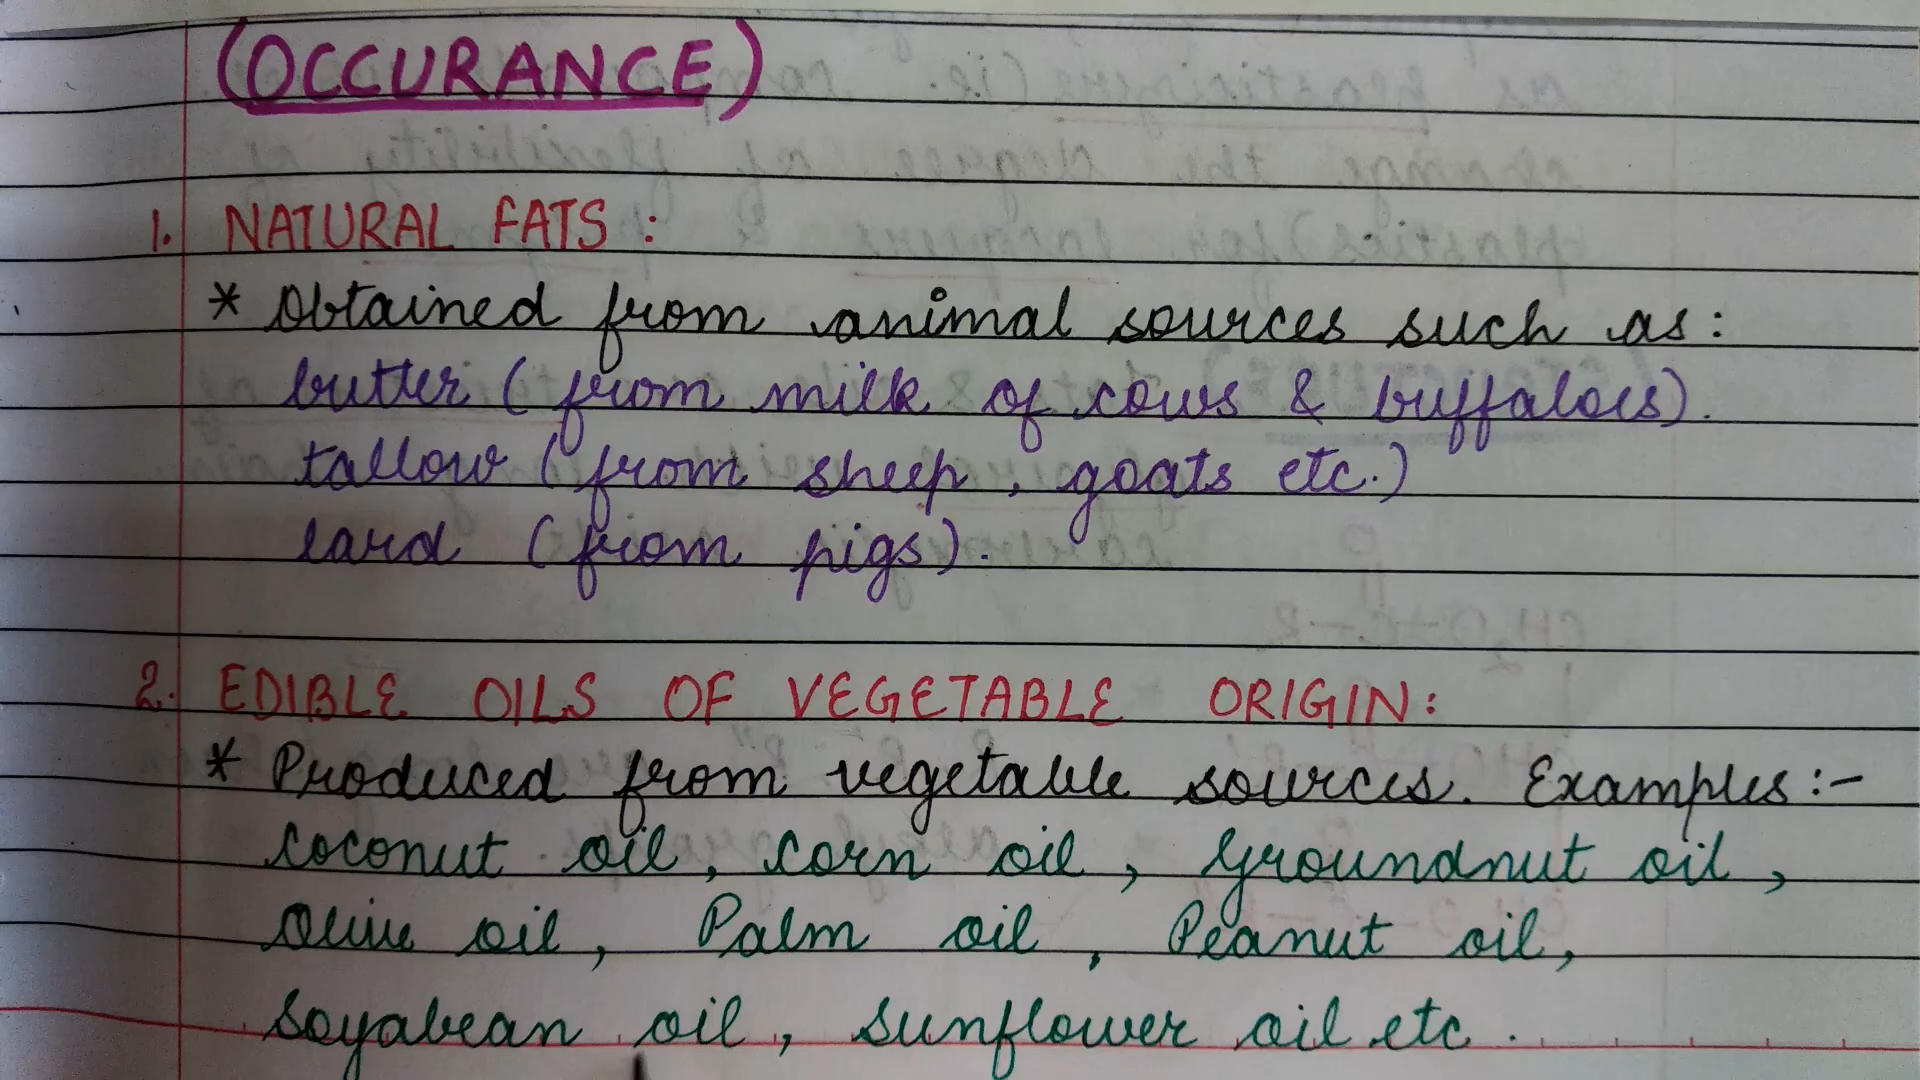 (OCCURANCE)
1. NATURAL FATS :
* Obtained from animal sources such as :
butter (from milk of cows & buffaloes).
tallow (from sheep, goats etc.)
lard (from pigs).
2. EDIBLE OILS OF VEGETABLE ORIGIN:
* Produced from vegetable sources. Examples :-
coconut oil, corn oil, Groundnut oil,
Olive oil, Palm oil, Peanut oil,
Soyabean oil, Sunflower oil etc.